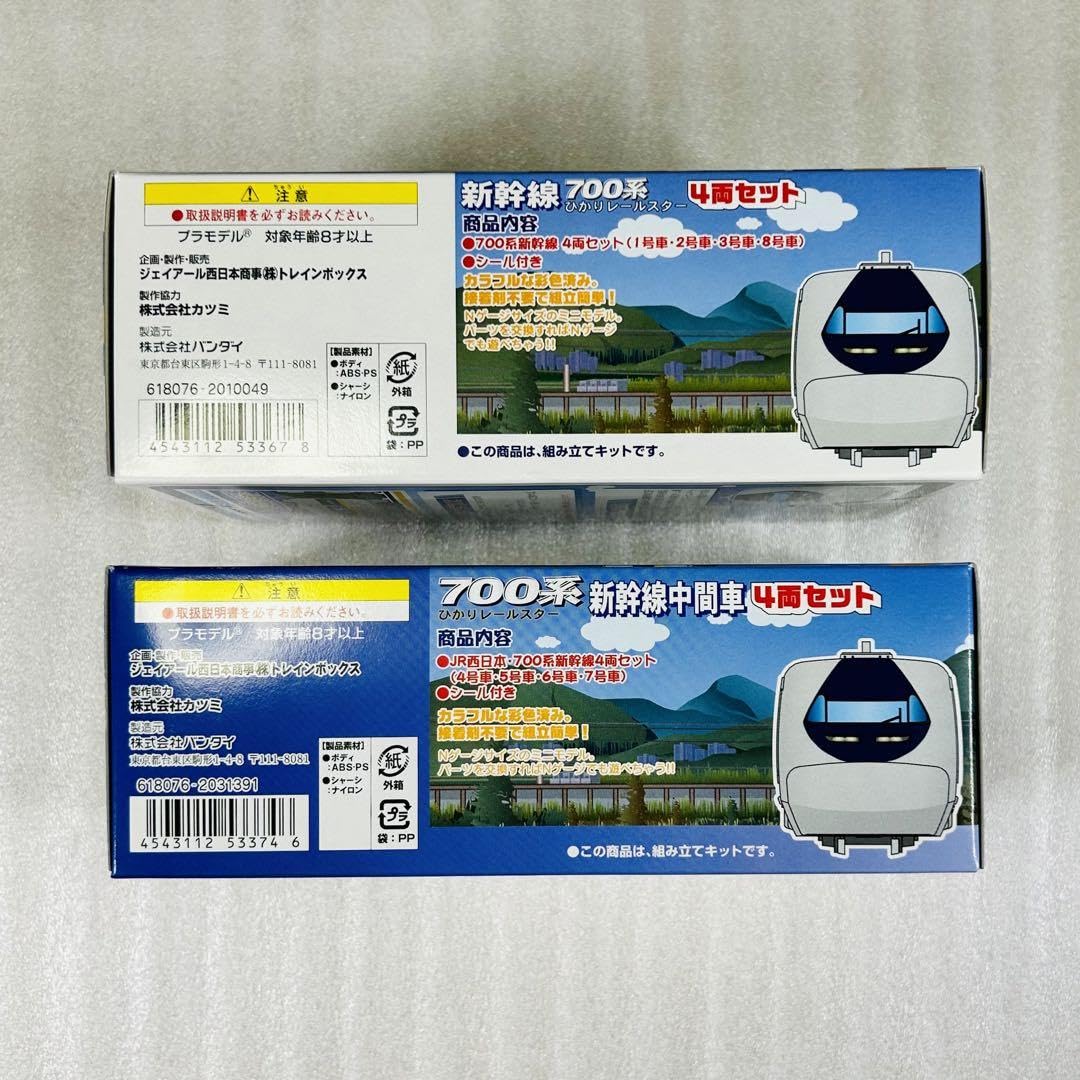 ちゅうい
注意
●取扱説明書を必ずお読みください。
プラモデル® 対象年齢8才以上
企画・製作・販売
ジェイアール西日本商事㈱トレインボックス
製作協力
株式会社カツミ
製造元
株式会社バンダイ
東京都台東区駒形1-4-8 〒111-8081
618076-2010049
4543112 53367 8
【製品素材】
●ボディ
:ABS・PS
●シャーシ
:ナイロン
紙
外箱
プラ
袋:PP
新幹線 700系 4両セット
ひかりレールスター
商品内容
●700系新幹線 4両セット(1号車・2号車・3号車・8号車)
●シール付き
カラフルな彩色済み。
接着剤不要で組立簡単!
Nゲージサイズのミニモデル。
パーツを交換すればNゲージ
でも遊べちゃう!!
●この商品は、組み立てキットです。
ちゅうい
注意
●取扱説明書を必ずお読みください。
プラモデル® 対象年齢8才以上
企画・製作・販売
ジェイアール西日本商事㈱トレインボックス
製作協力
株式会社カツミ
製造元
株式会社バンダイ
東京都台東区駒形1-4-8 〒111-8081
618076-2031391
4543112 53374 6
【製品素材】
●ボディ
:ABS・PS
●シャーシ
:ナイロン
紙
外箱
プラ
袋:PP
700系 新幹線中間車 4両セット
ひかりレールスター
商品内容
●JR西日本・700系新幹線4両セット
(4号車・5号車・6号車・7号車)
●シール付き
カラフルな彩色済み。
接着剤不要で組立簡単!
Nゲージサイズのミニモデル。
パーツを交換すればNゲージでも遊べちゃう!!
●この商品は、組み立てキットです。